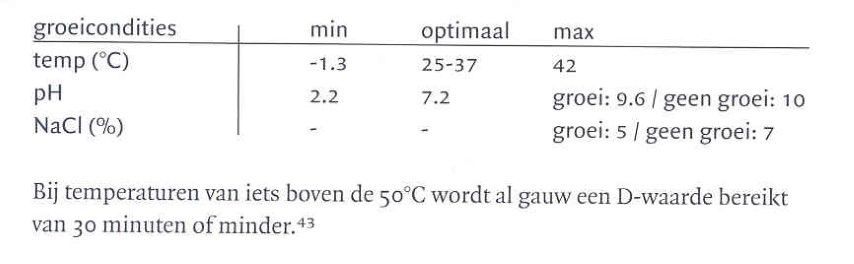 groeicondities min optimaal max
temp (°C) -1.3 25-37 42
pH 2.2 7.2 groei: 9.6 / geen groei: 10
NaCl (%) - - groei: 5 / geen groei: 7
Bij temperaturen van iets boven de 50°C wordt al gauw een D-waarde bereikt
van 30 minuten of minder.43